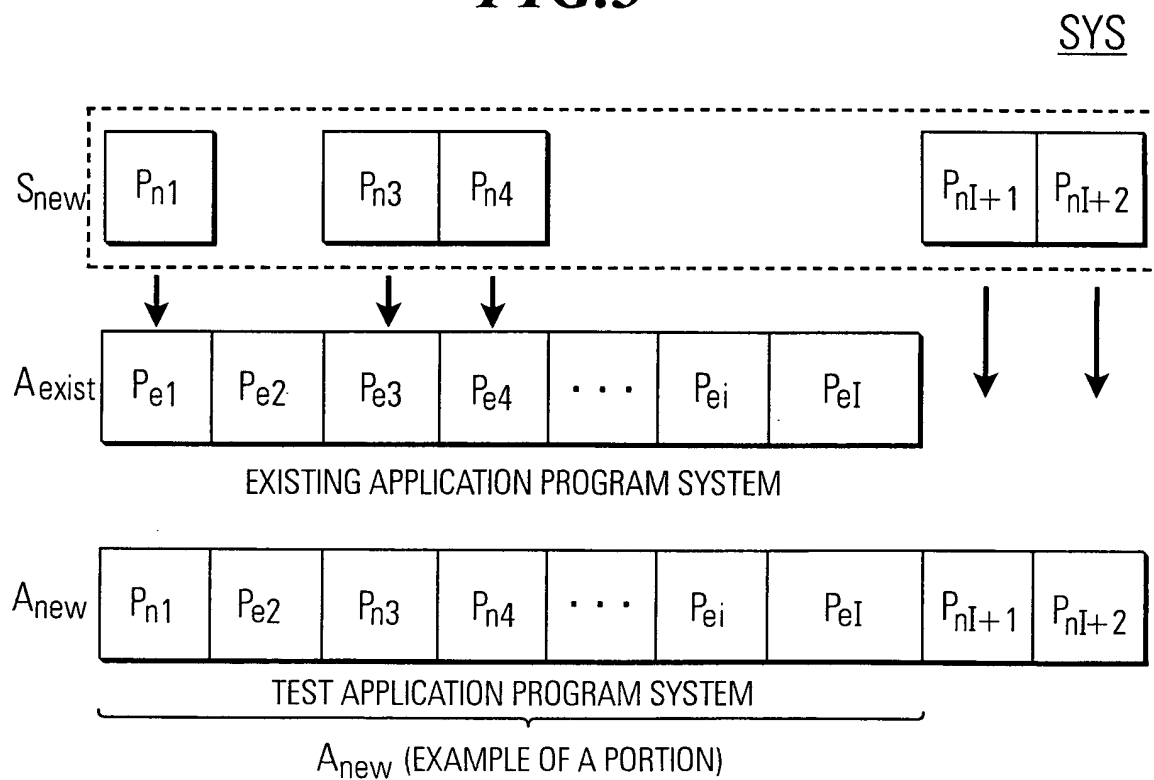 FIG.5
SYS
Snew Pn1 Pn3 Pn4 PnI+1 PnI+2
Aexist Pe1 Pe2 Pe3 Pe4 ··· Pei PeI
EXISTING APPLICATION PROGRAM SYSTEM
Anew Pn1 Pe2 Pn3 Pn4 ··· Pei PeI PnI+1 PnI+2
TEST APPLICATION PROGRAM SYSTEM
Anew (EXAMPLE OF A PORTION)